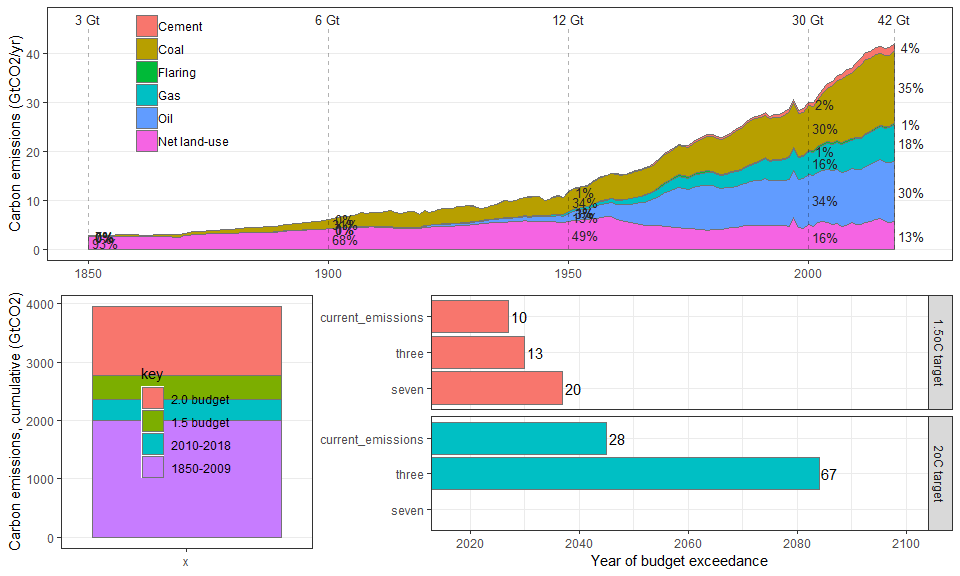 3 Gt 6 Gt 12 Gt 30 Gt 42 Gt
Carbon emissions (GtCO2/yr)
40
30
20
10
0
Cement
Coal
Flaring
Gas
Oil
Net land-use
93%
0%
68%
1%
34%
49%
2%
30%
1%
16%
34%
16%
4%
35%
1%
18%
30%
13%
1850 1900 1950 2000
Carbon emissions, cumulative (GtCO2)
4000
3000
2000
1000
0
key
2.0 budget
1.5 budget
2010-2018
1850-2009
x
current_emissions 10
three 13
seven 20
1.5oC target
current_emissions 28
three 67
seven
2oC target
2020 2040 2060 2080 2100
Year of budget exceedance